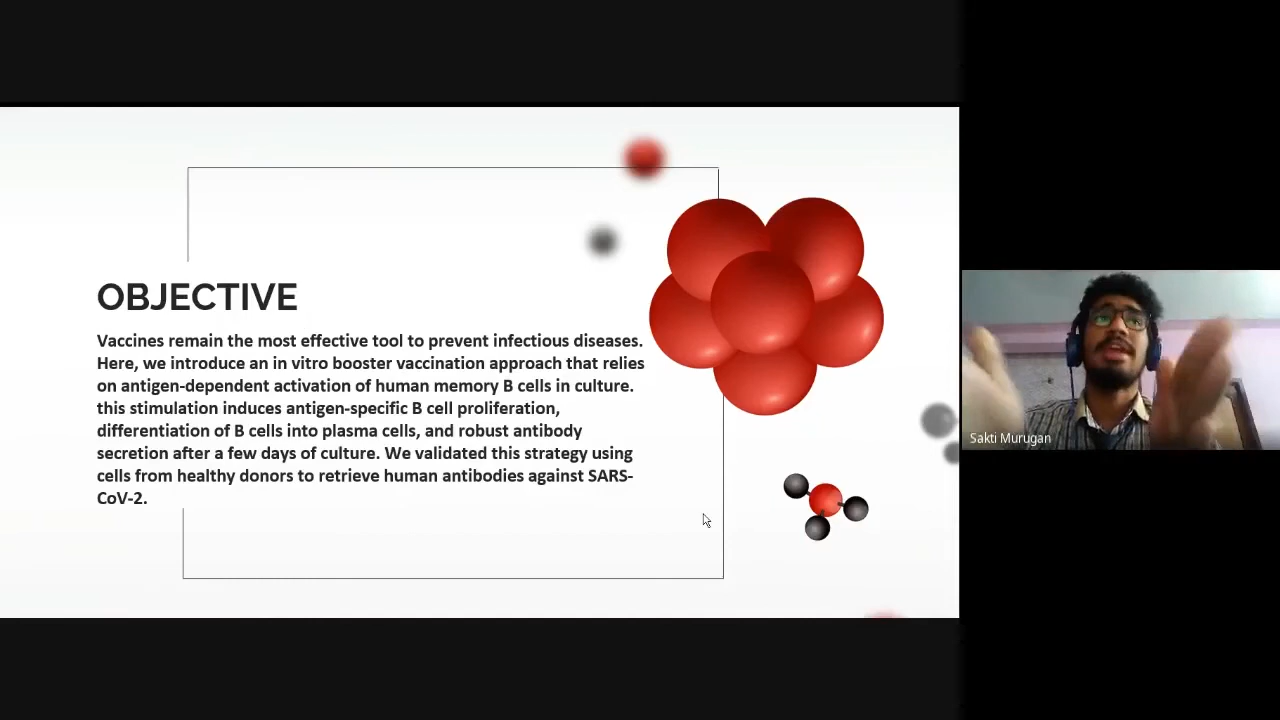 OBJECTIVE
Vaccines remain the most effective tool to prevent infectious diseases.
Here, we introduce an in vitro booster vaccination approach that relies
on antigen-dependent activation of human memory B cells in culture.
this stimulation induces antigen-specific B cell proliferation,
differentiation of B cells into plasma cells, and robust antibody
secretion after a few days of culture. We validated this strategy using
cells from healthy donors to retrieve human antibodies against SARS-
CoV-2.
Sakti Murugan